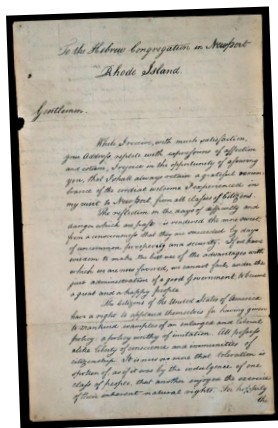 To the Hebrew Congregation in Newport
Rhode Island.
Gentlemen.
While I receive, with much satisfaction,
your Address replete with expressions of affection
and esteem, I rejoice in the opportunity of assuring
you, that I shall always retain a grateful remem-
brance of the cordial welcome I experienced in
my visit to Newport, from all classes of Citizens.
The reflection on the days of difficulty and
danger which are past is rendered the more sweet,
from a consciousness that they are succeeded by days
of uncommon prosperity and security. If we have
wisdom to make the best use of the advantages with
which we are now favored, we cannot fail, under the
just administration of a good Government, to become
a great and a happy people.
The Citizens of the United States of America
have a right to applaud themselves for having given
to mankind examples of an enlarged and liberal
policy: a policy worthy of imitation. All possess
alike liberty of conscience and immunities of
citizenship. It is now no more that toleration is
spoken of, as if it was by the indulgence of one
class of people, that another enjoyed the exercise
of their inherent natural rights. For happily
the